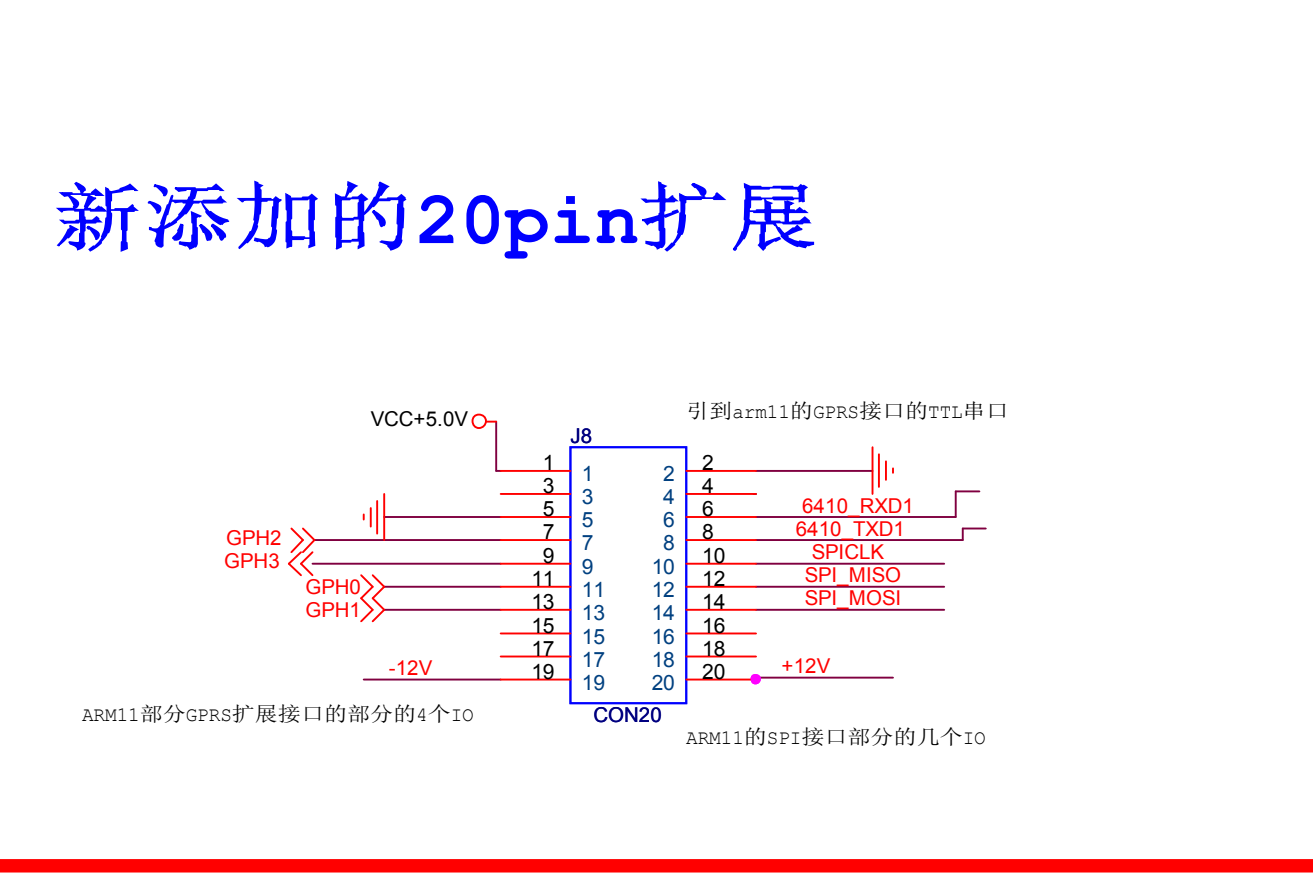 新添加的20pin扩展
引到arm11的GPRS接口的TTL串口
VCC+5.0V
J8
1 1 2 2
3 3 4 4
5 5 6 6 6410_RXD1
GPH2 7 7 8 8 6410_TXD1
GPH3 9 9 10 10 SPICLK
GPH0 11 11 12 12 SPI_MISO
GPH1 13 13 14 14 SPI_MOSI
15 15 16 16
17 17 18 18
-12V 19 19 20 20 +12V
CON20
ARM11部分GPRS扩展接口的部分的4个IO
ARM11的SPI接口部分的几个IO